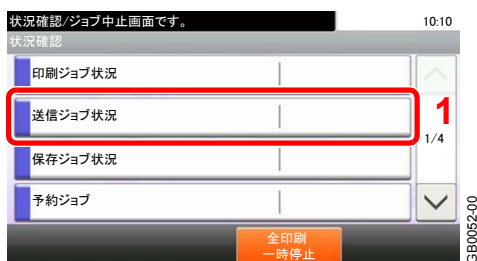 状況確認/ジョブ中止画面です。
10:10
状況確認
印刷ジョブ状況
送信ジョブ状況
1
1/4
保存ジョブ状況
予約ジョブ
全印刷
一時停止
GB0052-00